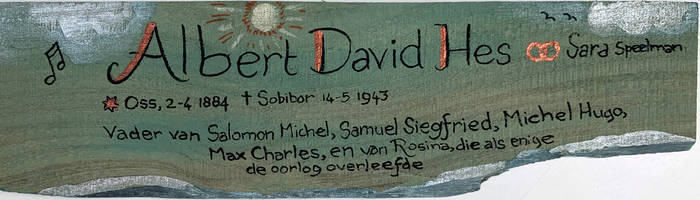 Albert David Hes ⚭ Sara Speelman
✡ Oss, 2-4 1884 † Sobibor 14-5 1943
Vader van Salomon Michel, Samuel Siegfried, Michel Hugo,
Max Charles, en van Rosina, die als enige
de oorlog overleefde